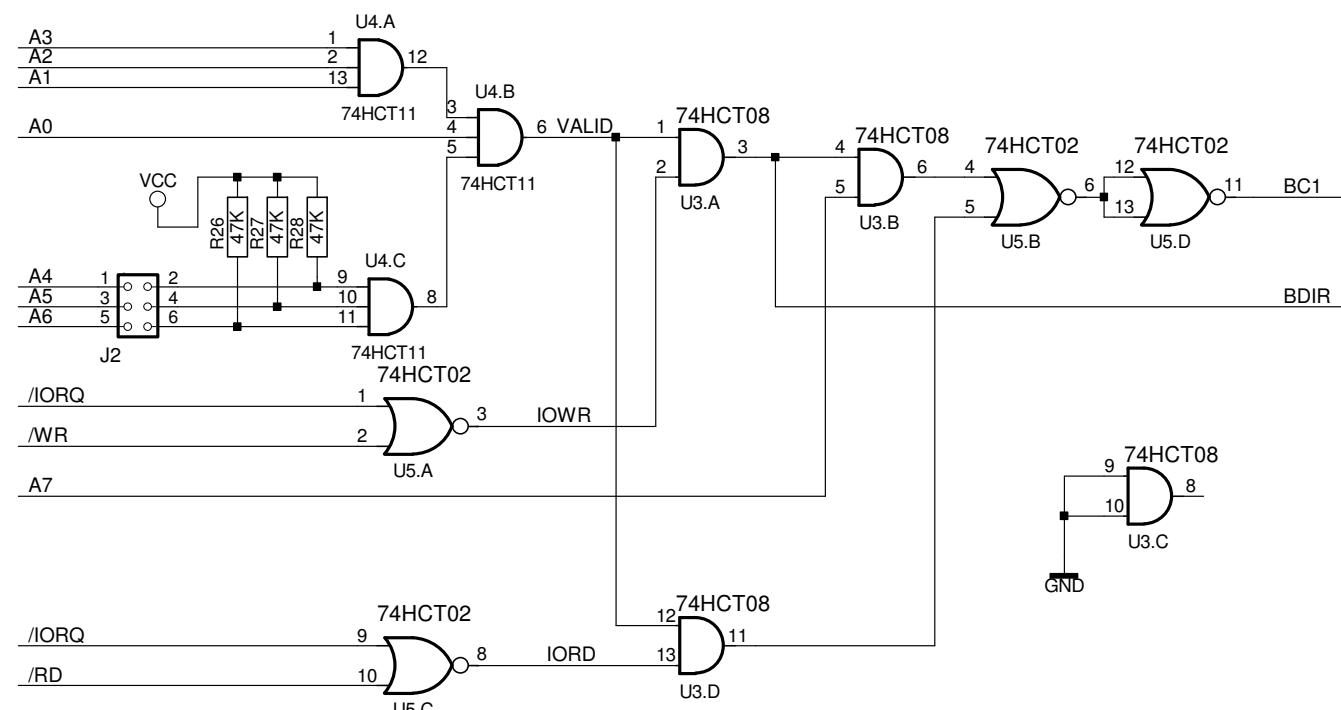 U4.A
A3
1
A2
2
12
A1
13
74HCT11
U4.B
3
A0
4
6 VALID
5
74HCT11
74HCT08
1
3
2
U3.A
74HCT08
4
6
5
U3.B
74HCT02
4
6
5
U5.B
74HCT02
12
11
13
U5.D
BC1
BDIR
VCC
R26
47K
R27
47K
R28
47K
A4
1
2
9
A5
3
4
10
A6
5
6
11
J2
U4.C
8
74HCT11
74HCT02
/IORQ
1
3
IOWR
/WR
2
U5.A
A7
74HCT08
9
8
10
U3.C
GND
74HCT02
/IORQ
9
8
IORD
/RD
10
U5.C
74HCT08
12
11
13
U3.D